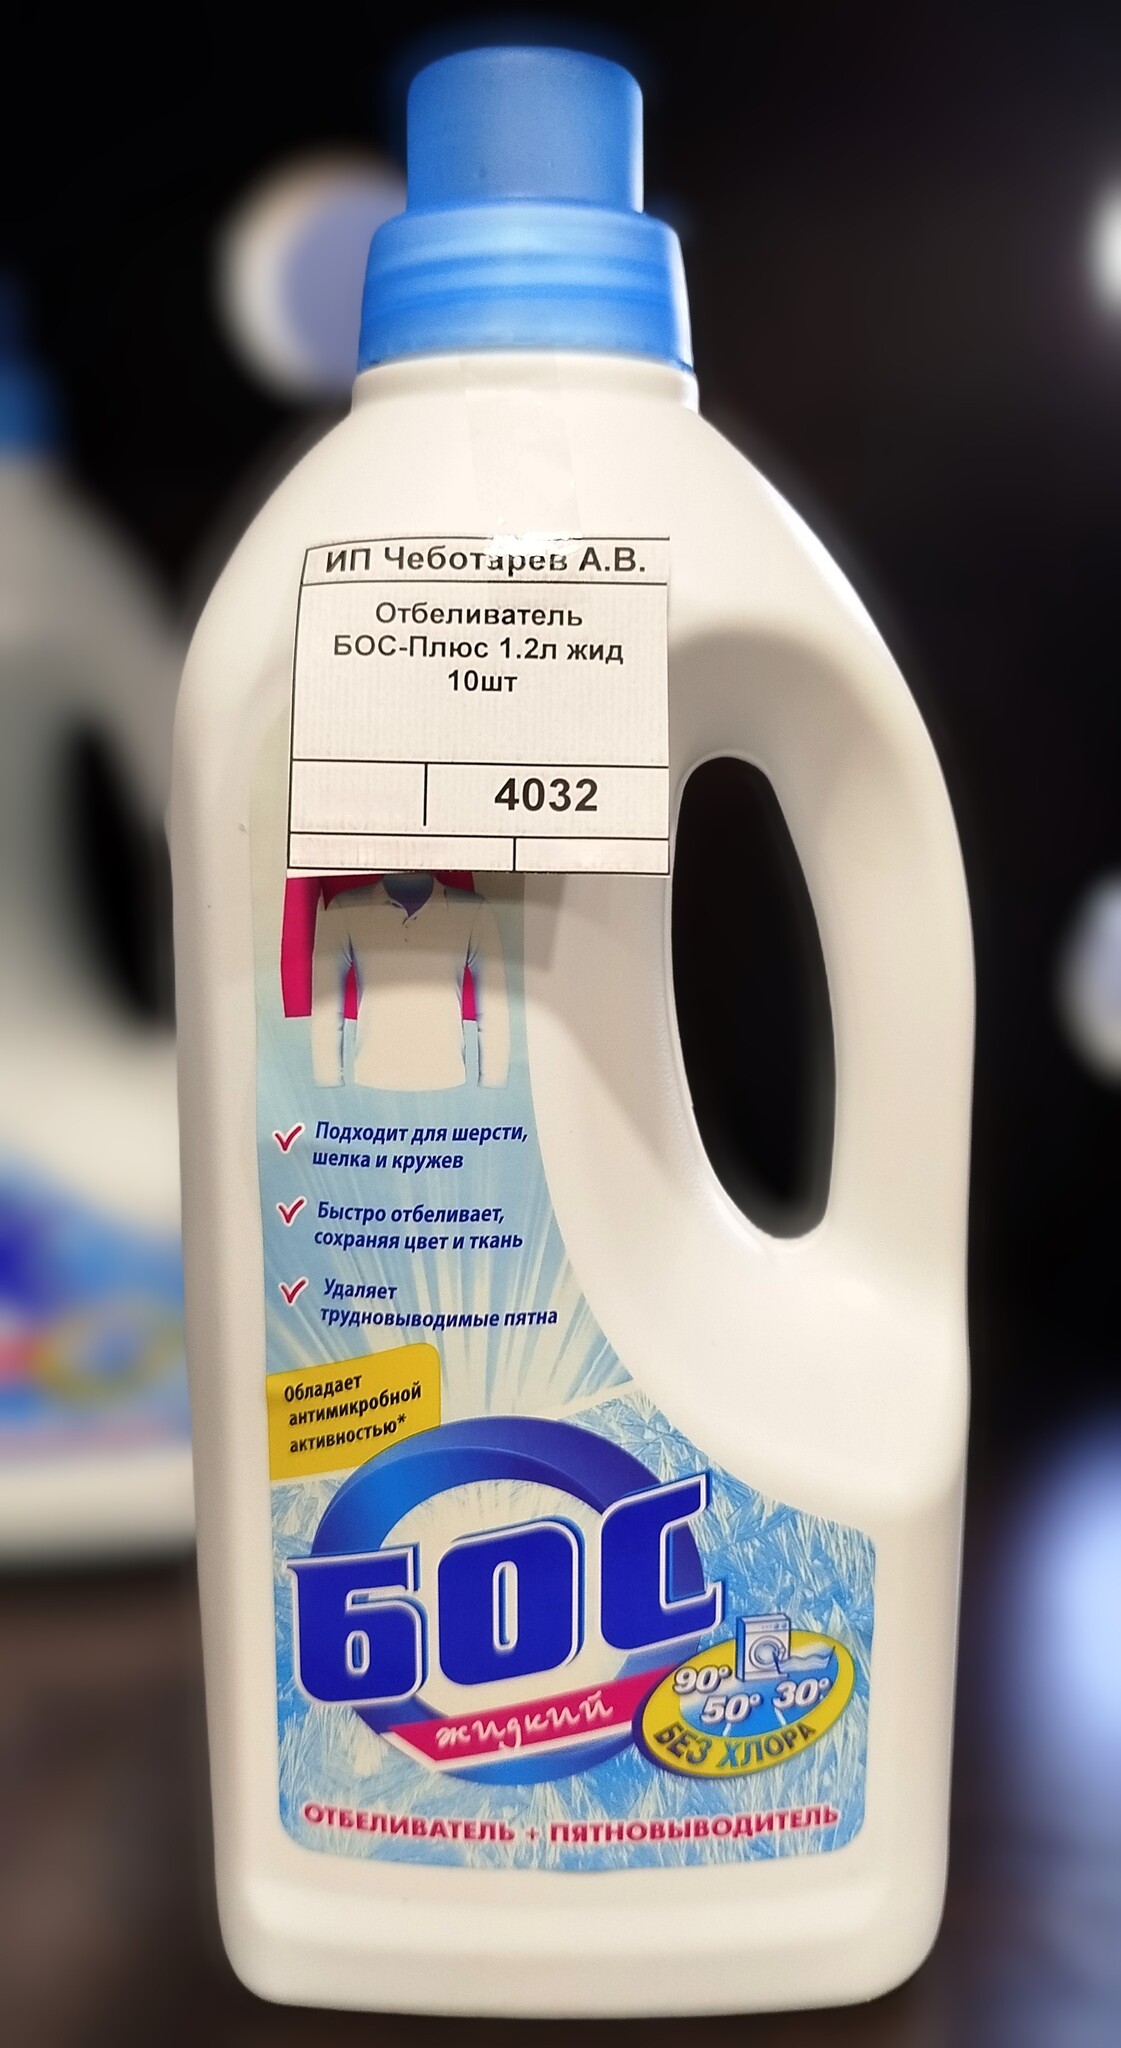 ИП Чеботарев А.В.
Отбеливатель
БОС-Плюс 1.2л жид
10шт
4032
Подходит для шерсти,
шелка и кружев
Быстро отбеливает,
сохраняя цвет и ткань
Удаляет
трудновыводимые пятна
Обладает
антимикробной
активностью*
БОС
жидкий
90° 50° 30°
БЕЗ ХЛОРА
ОТБЕЛИВАТЕЛЬ + ПЯТНОВЫВОДИТЕЛЬ